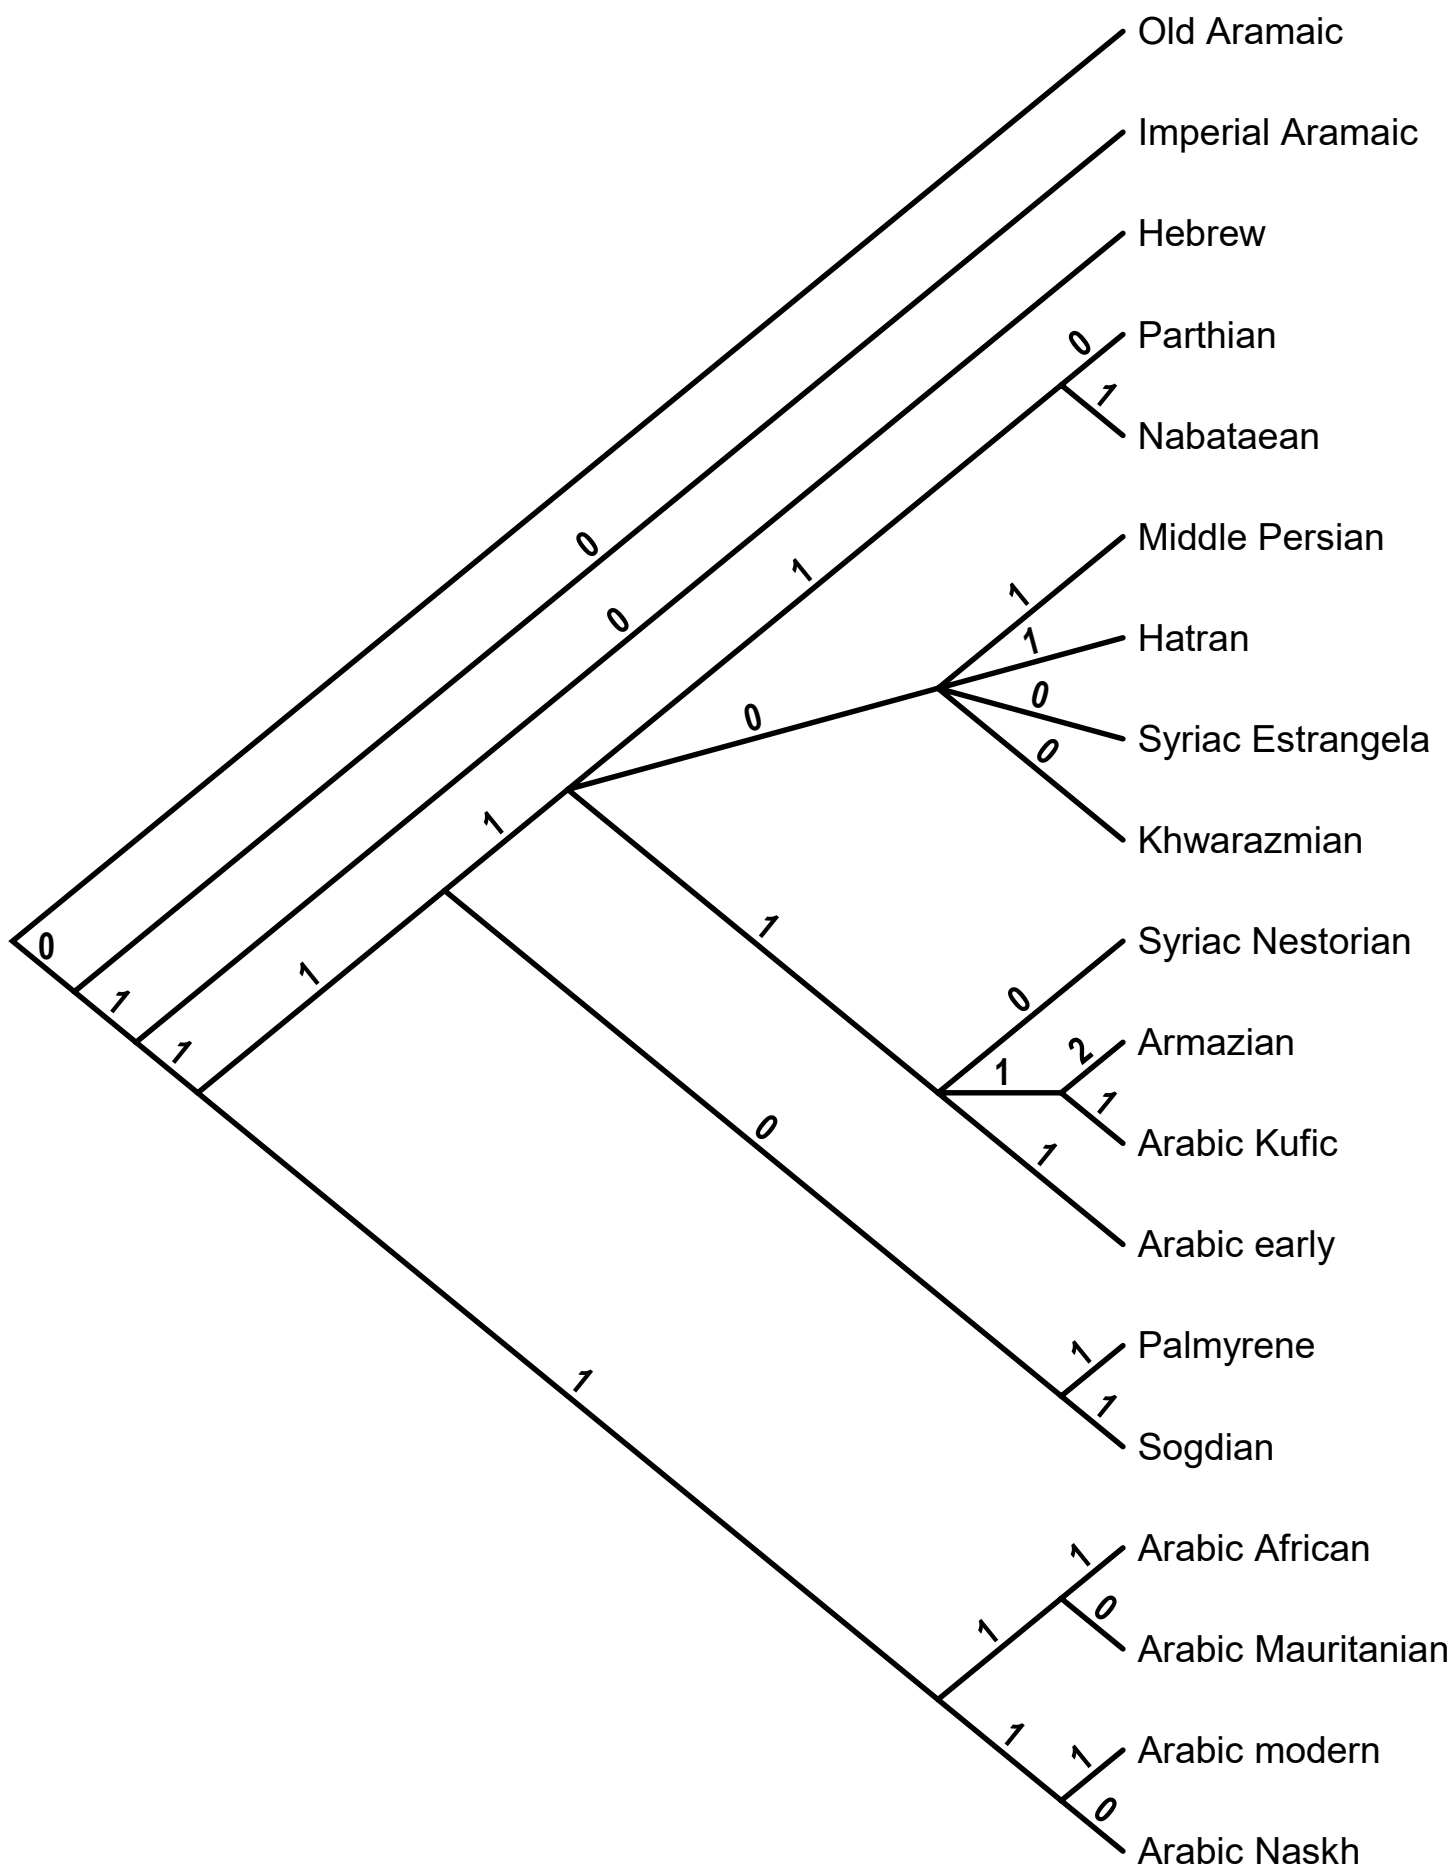 Old Aramaic
Imperial Aramaic
Hebrew
0
Parthian
1
Nabataean
Middle Persian
0
1
1
0
1
Hatran
0
0
Syriac Estrangela
0
1
Khwarazmian
1
Syriac Nestorian
0
1
1
0
1
2
Armazian
1
1
Arabic Kufic
0
1
Arabic early
1
Palmyrene
1
1
Sogdian
1
Arabic African
1
0
Arabic Mauritanian
1
1
Arabic modern
0
Arabic Naskh